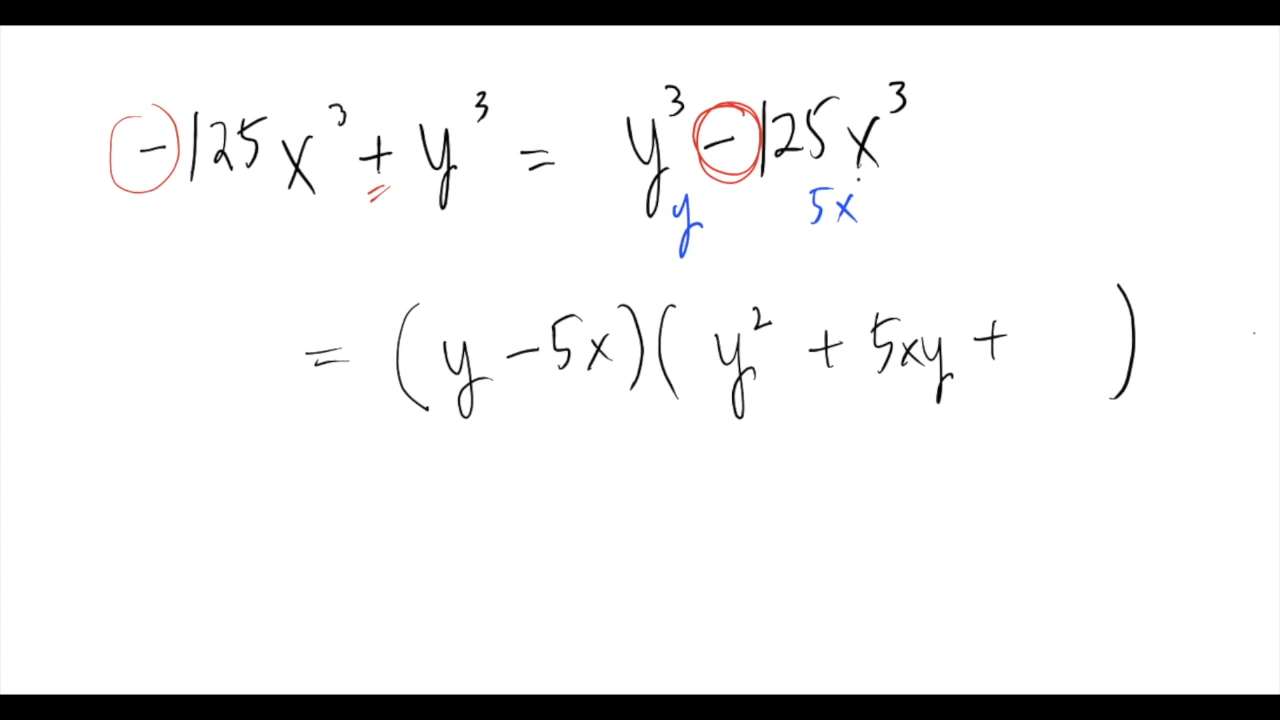 -125x³ + y³ = y³ - 125x³
y 5x
= (y - 5x)(y² + 5xy + )